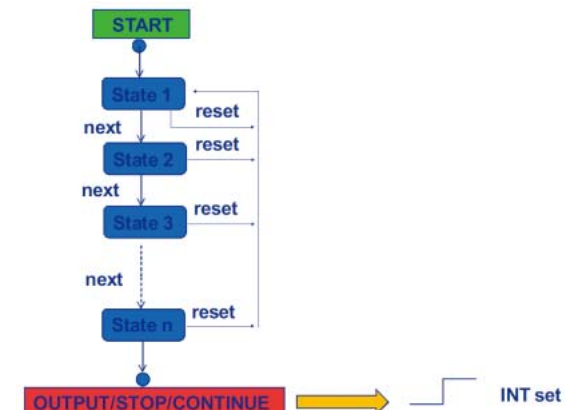 START
State 1
reset
next
reset
State 2
next
reset
State 3
next
reset
State n
OUTPUT/STOP/CONTINUE
INT set